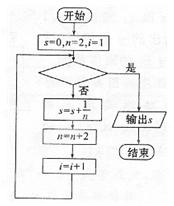 开始
s=0,n=2,i=1
是
否
s=s+1/n
输出s
n=n+2
结束
i=i+1